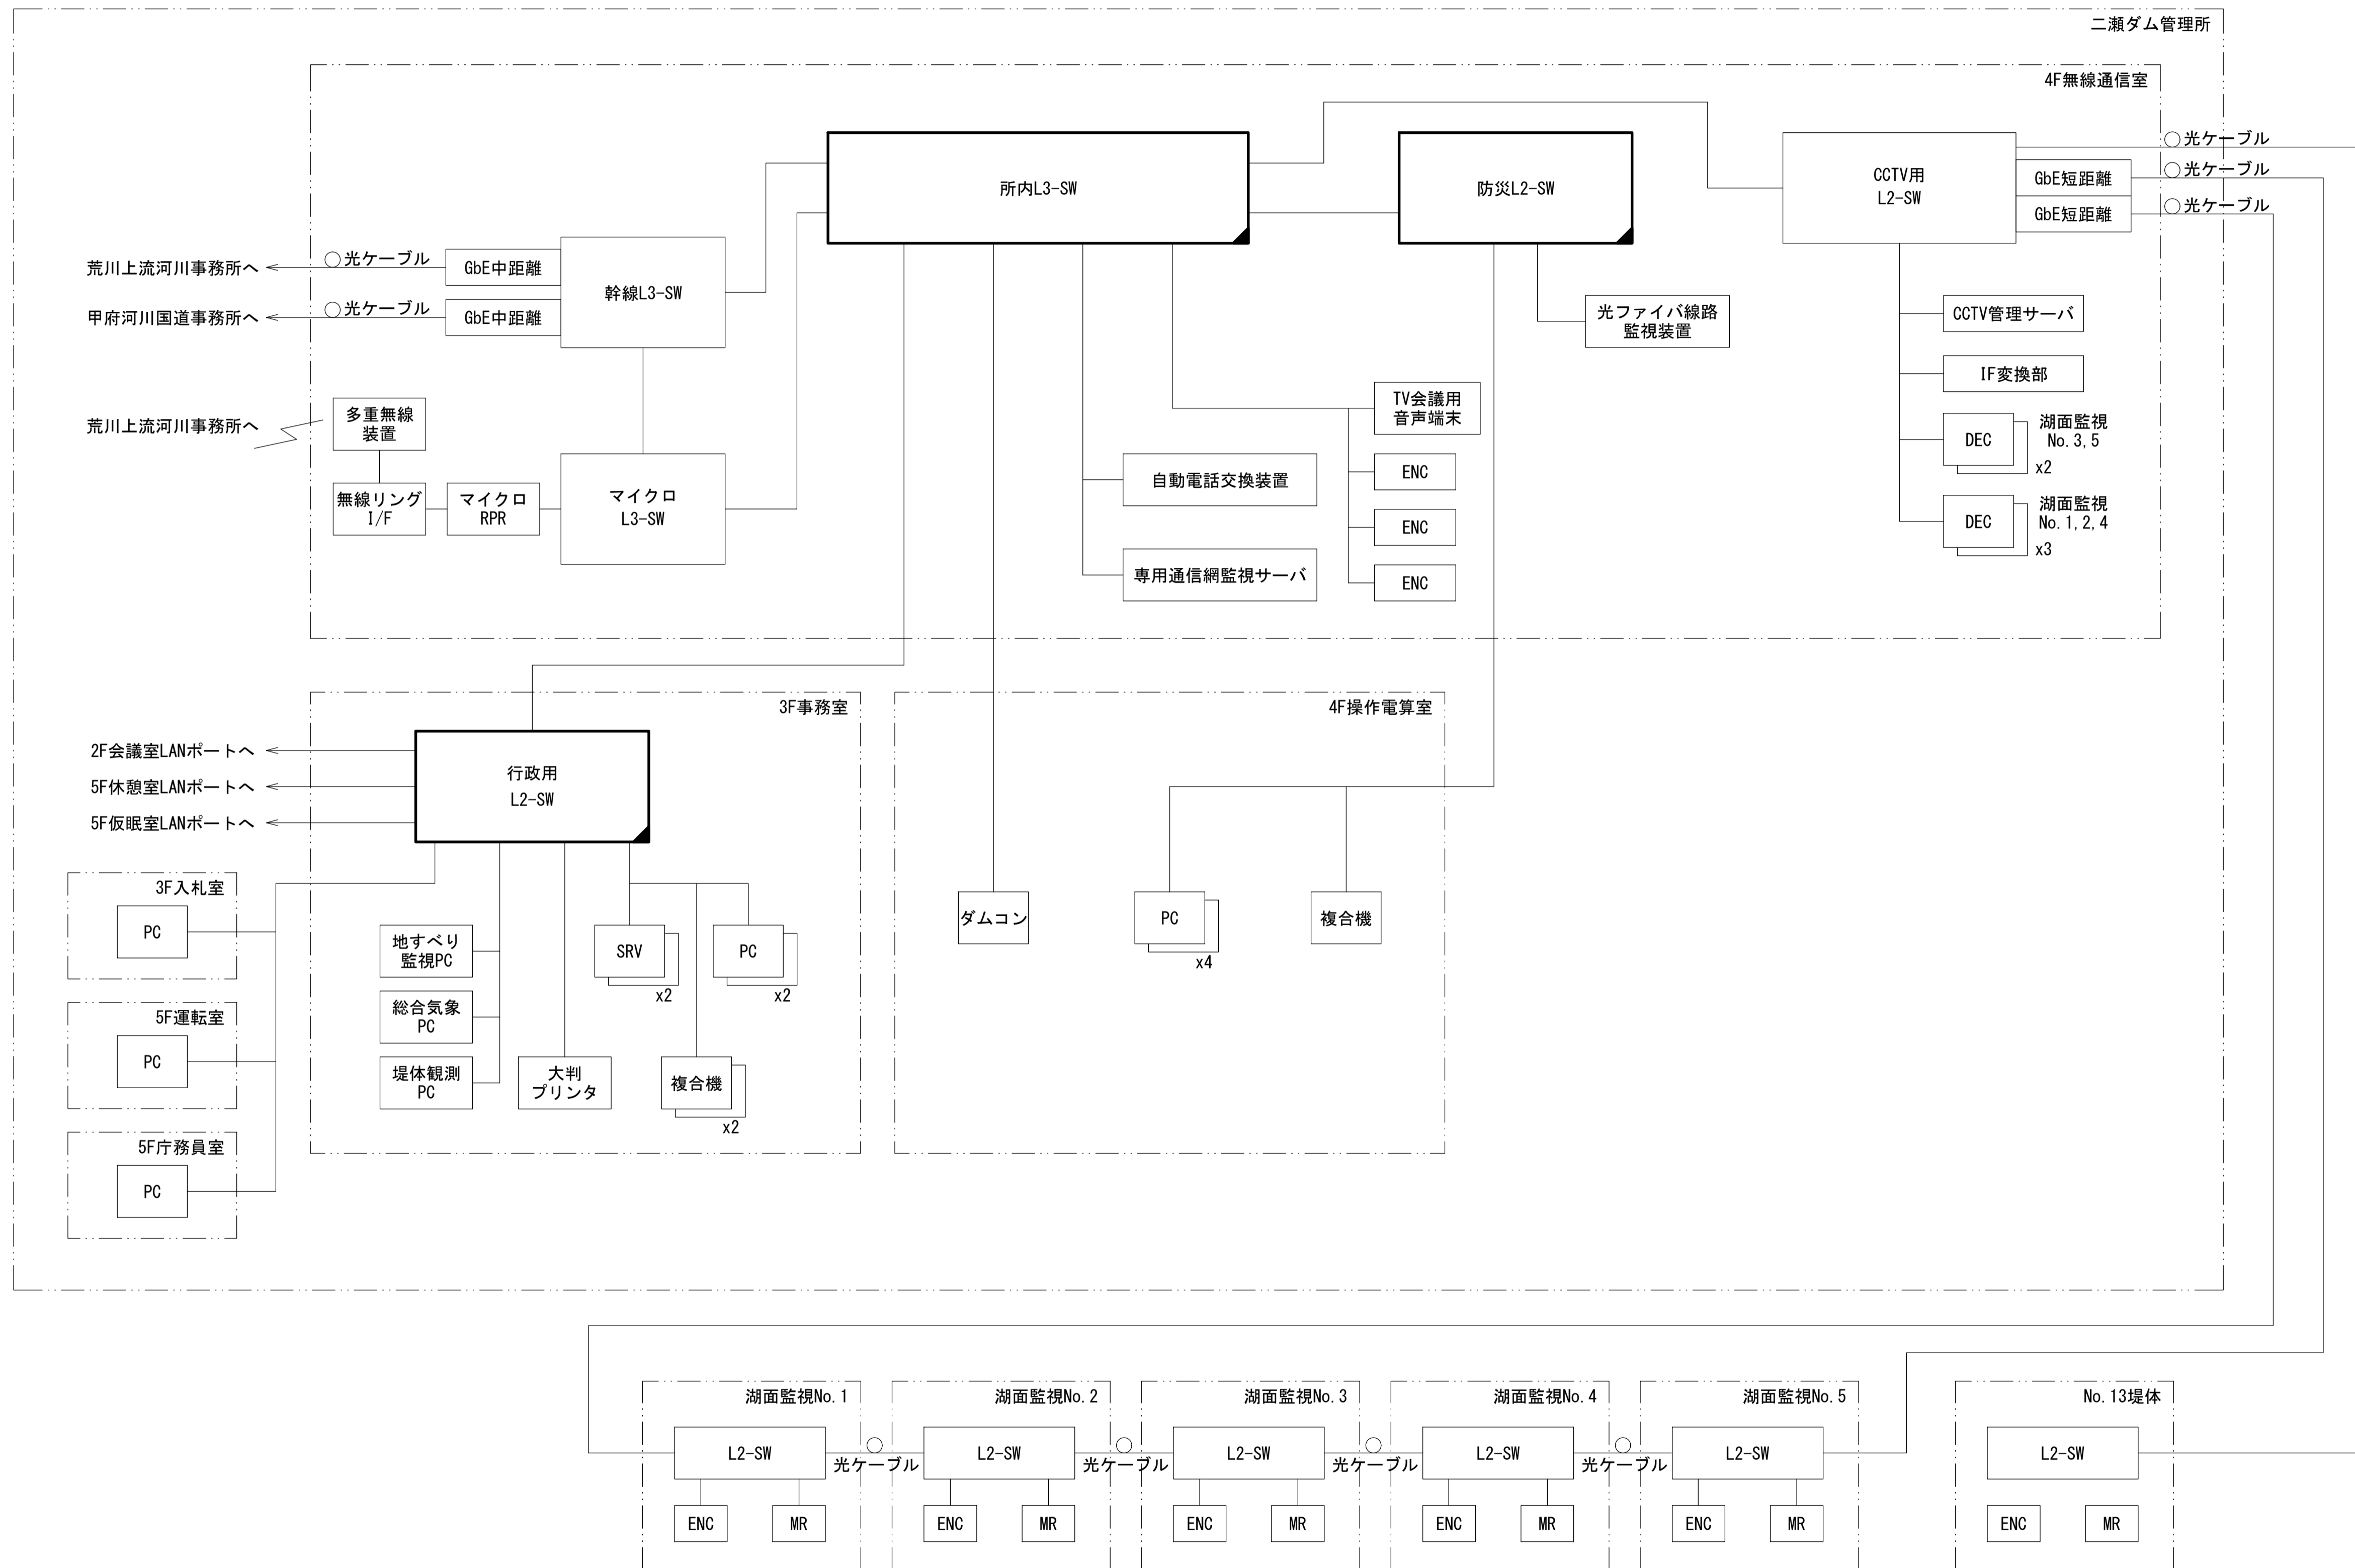 二瀬ダム管理所
4F無線通信室
所内L3-SW
防災L2-SW
CCTV用
L2-SW
GbE短距離
GbE短距離
光ケーブル
光ケーブル
光ケーブル
荒川上流河川事務所へ
光ケーブル
GbE中距離
幹線L3-SW
甲府河川国道事務所へ
光ケーブル
GbE中距離
光ファイバ線路
監視装置
CCTV管理サーバ
IF変換部
荒川上流河川事務所へ
多重無線
装置
無線リング
I/F
マイクロ
RPR
マイクロ
L3-SW
自動電話交換装置
専用通信網監視サーバ
TV会議用
音声端末
ENC
ENC
ENC
DEC
湖面監視
No.3,5
x2
DEC
湖面監視
No.1,2,4
x3
3F事務室
4F操作電算室
2F会議室LANポートへ
5F休憩室LANポートへ
5F仮眠室LANポートへ
行政用
L2-SW
3F入札室
PC
5F運転室
PC
5F庁務員室
PC
地すべり
監視PC
総合気象
PC
堤体観測
PC
大判
プリンタ
SRV
x2
PC
x2
複合機
x2
ダムコン
PC
x4
複合機
湖面監視No.1
L2-SW
ENC
MR
光ケーブル
湖面監視No.2
L2-SW
ENC
MR
光ケーブル
湖面監視No.3
L2-SW
ENC
MR
光ケーブル
湖面監視No.4
L2-SW
ENC
MR
光ケーブル
湖面監視No.5
L2-SW
ENC
MR
No.13堤体
L2-SW
ENC
MR